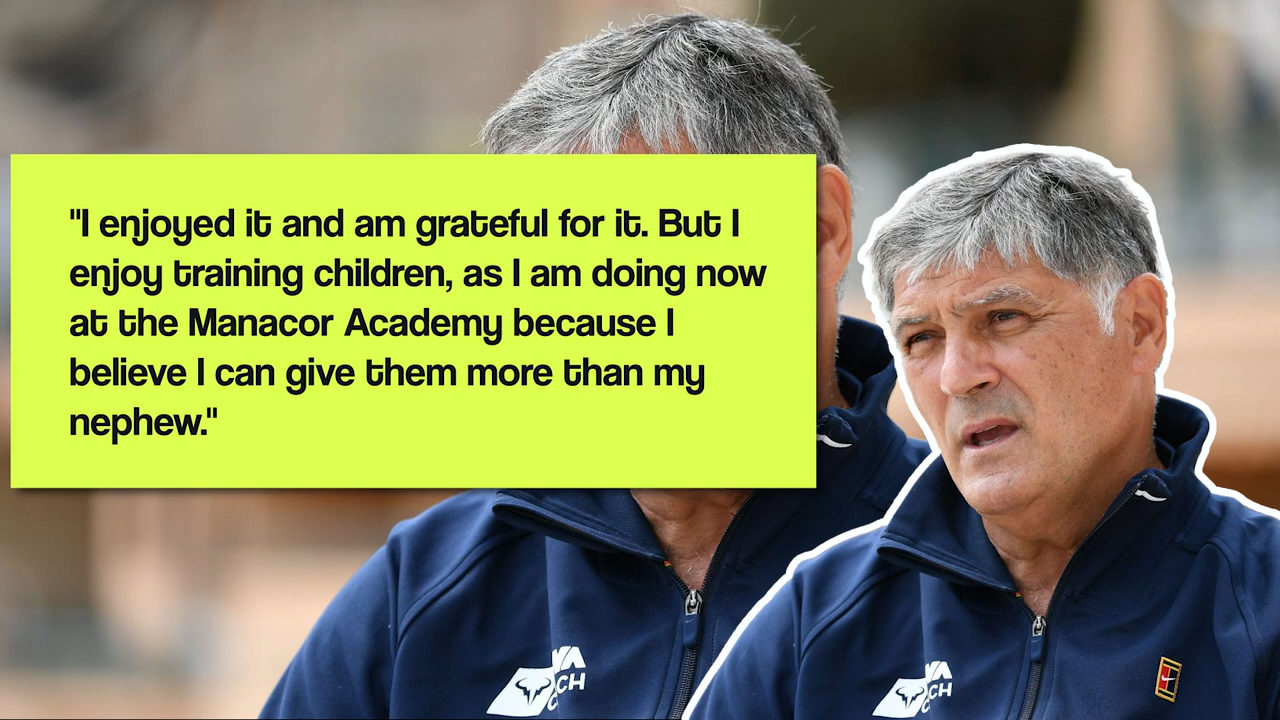 "I enjoyed it and am grateful for it. But I
enjoy training children, as I am doing now
at the Manacor Academy because I
believe I can give them more than my
nephew."